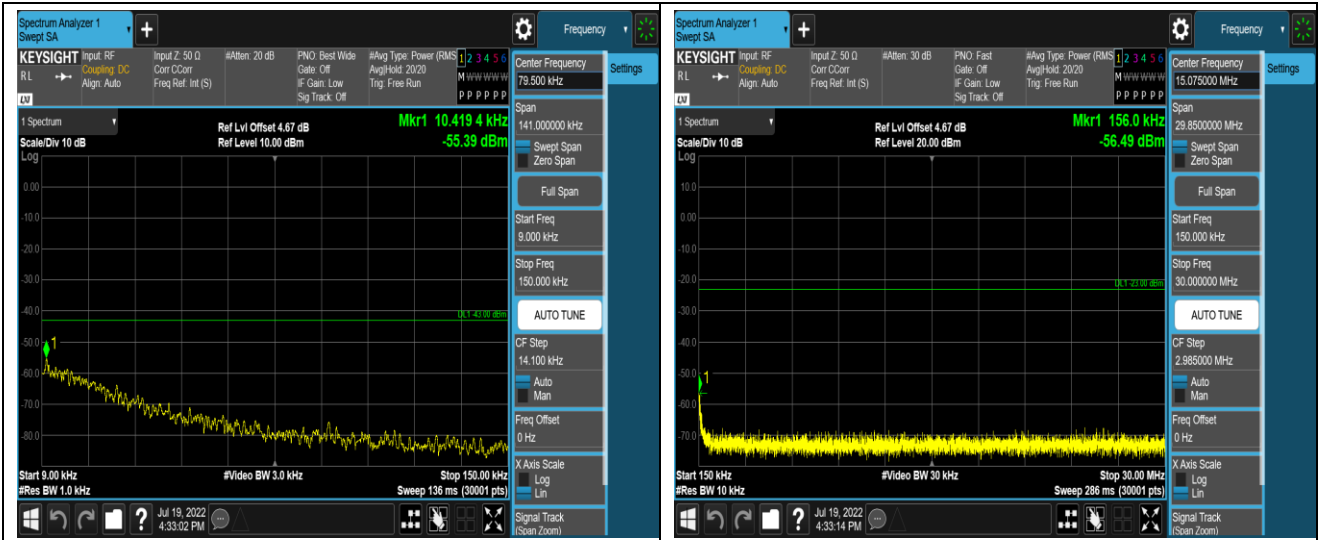 Spectrum Analyzer 1
Swept SA
+
Frequency
KEYSIGHT Input: RF Input Z: 50 Ω #Atten: 20 dB PNO: Best Wide #Avg Type: Power (RMS 1 2 3 4 5 6
RL Coupling: DC Corr CCorr Gate: Off Avg|Hold: 20/20 M W W W W W
Align: Auto Freq Ref: Int (S) IF Gain: Low Trig: Free Run
Sig Track: Off P P P P P P
LXI
1 Spectrum
Ref Lvl Offset 4.67 dB Mkr1 10.419 4 kHz
Scale/Div 10 dB Ref Level 10.00 dBm -55.39 dBm
Log
0.00
-10.0
-20.0
-30.0
-40.0
DL1 -43.00 dBm
-50.0
1
-60.0
-70.0
-80.0
Start 9.00 kHz #Video BW 3.0 kHz Stop 150.00 kHz
#Res BW 1.0 kHz Sweep 136 ms (30001 pts)
Jul 19, 2022
4:33:02 PM
?
Center Frequency
79.500 kHz
Settings
Span
141.000000 kHz
Swept Span
Zero Span
Full Span
Start Freq
9.000 kHz
Stop Freq
150.000 kHz
AUTO TUNE
CF Step
14.100 kHz
Auto
Man
Freq Offset
0 Hz
X Axis Scale
Log
Lin
Signal Track
(Span Zoom)
Spectrum Analyzer 1
Swept SA
+
Frequency
KEYSIGHT Input: RF Input Z: 50 Ω #Atten: 30 dB PNO: Fast #Avg Type: Power (RMS 1 2 3 4 5 6
RL Coupling: DC Corr CCorr Gate: Off Avg|Hold: 20/20 M W W W W W
Align: Auto Freq Ref: Int (S) IF Gain: Low Trig: Free Run
Sig Track: Off P P P P P P
LXI
1 Spectrum
Ref Lvl Offset 4.67 dB Mkr1 156.0 kHz
Scale/Div 10 dB Ref Level 20.00 dBm -56.49 dBm
Log
10.0
0.00
-10.0
-20.0
DL1 -23.00 dBm
-30.0
-40.0
-50.0
1
-60.0
-70.0
Start 150 kHz #Video BW 30 kHz Stop 30.00 MHz
#Res BW 10 kHz Sweep 286 ms (30001 pts)
Jul 19, 2022
4:33:14 PM
?
Center Frequency
15.075000 MHz
Settings
Span
29.8500000 MHz
Swept Span
Zero Span
Full Span
Start Freq
150.000 kHz
Stop Freq
30.000000 MHz
AUTO TUNE
CF Step
2.985000 MHz
Auto
Man
Freq Offset
0 Hz
X Axis Scale
Log
Lin
Signal Track
(Span Zoom)